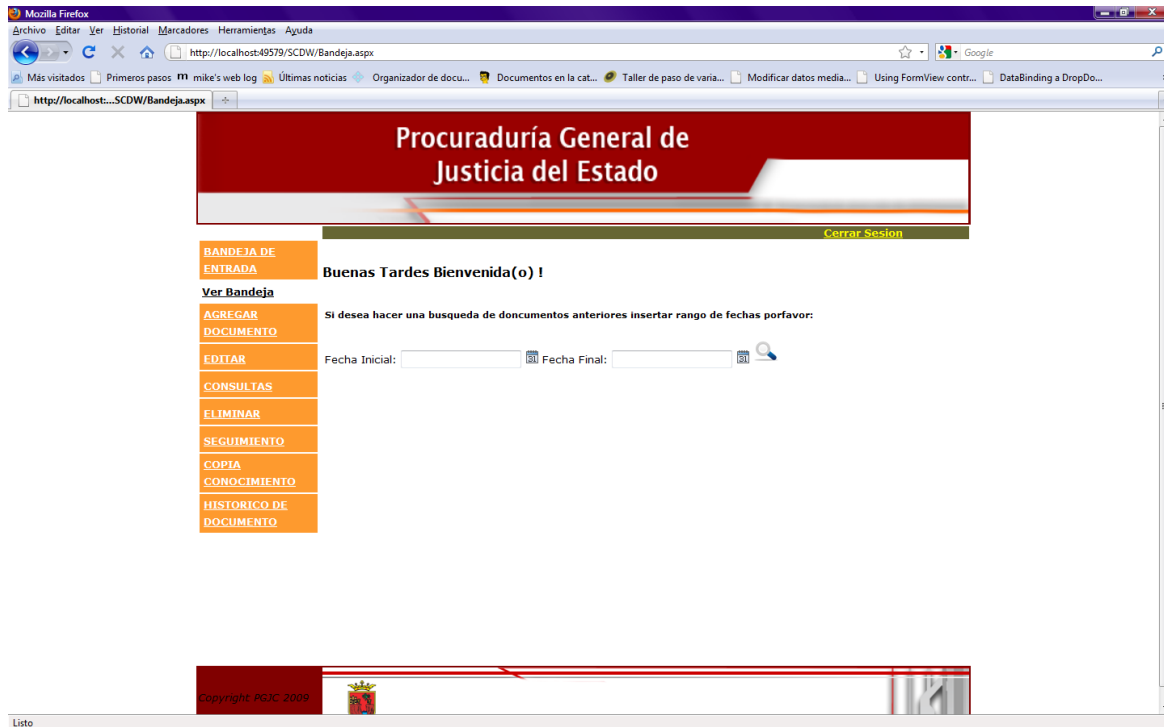 Mozilla Firefox
Archivo Editar Ver Historial Marcadores Herramientas Ayuda
http://localhost:49579/SCDW/Bandeja.aspx
Google
Más visitados Primeros pasos m mike's web log Últimas noticias Organizador de docu... Documentos en la cat... Taller de paso de varia... Modificar datos media... Using FormView contr... DataBinding a DropDo...
http://localhost:...SCDW/Bandeja.aspx
Procuraduría General de
Justicia del Estado
Cerrar Sesion
BANDEJA DE
ENTRADA
Buenas Tardes Bienvenida(o) !
Ver Bandeja
AGREGAR
DOCUMENTO
Si desea hacer una busqueda de doncumentos anteriores insertar rango de fechas porfavor:
EDITAR
Fecha Inicial: 31 Fecha Final: 31
CONSULTAS
ELIMINAR
SEGUIMIENTO
COPIA
CONOCIMIENTO
HISTORICO DE
DOCUMENTO
Copyright PGJC 2009
Listo